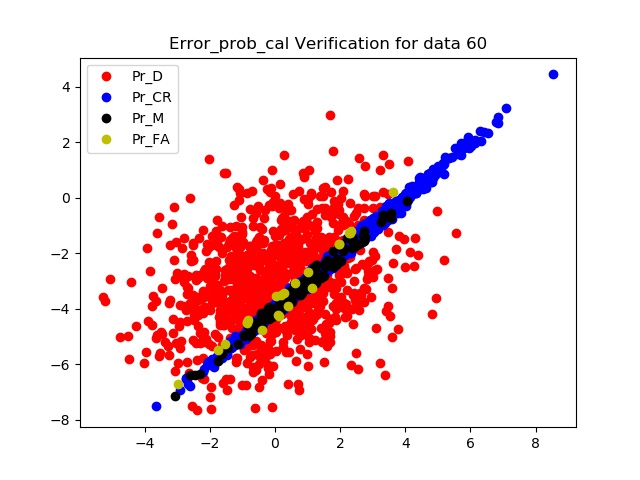 Error_prob_cal Verification for data 60
Pr_D
Pr_CR
Pr_M
Pr_FA
4
2
0
−2
−4
−6
−8
−4 −2 0 2 4 6 8